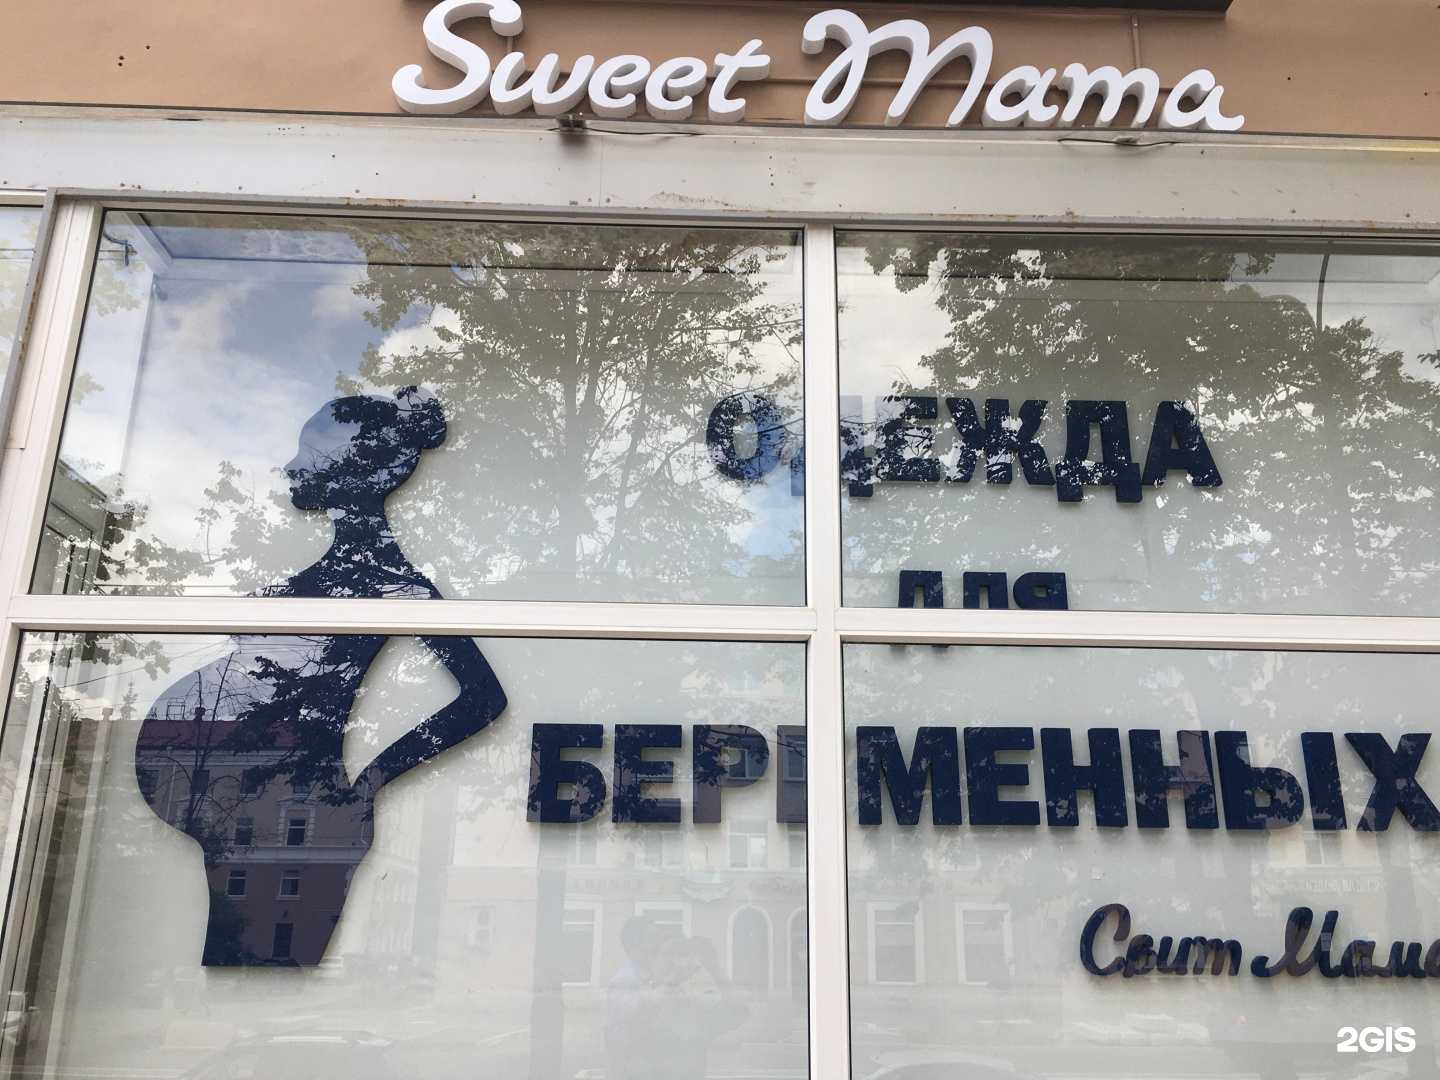 Sweet Mama
ОДЕЖДА
ДЛЯ
БЕРЕМЕННЫХ
Свит Мама
2GIS